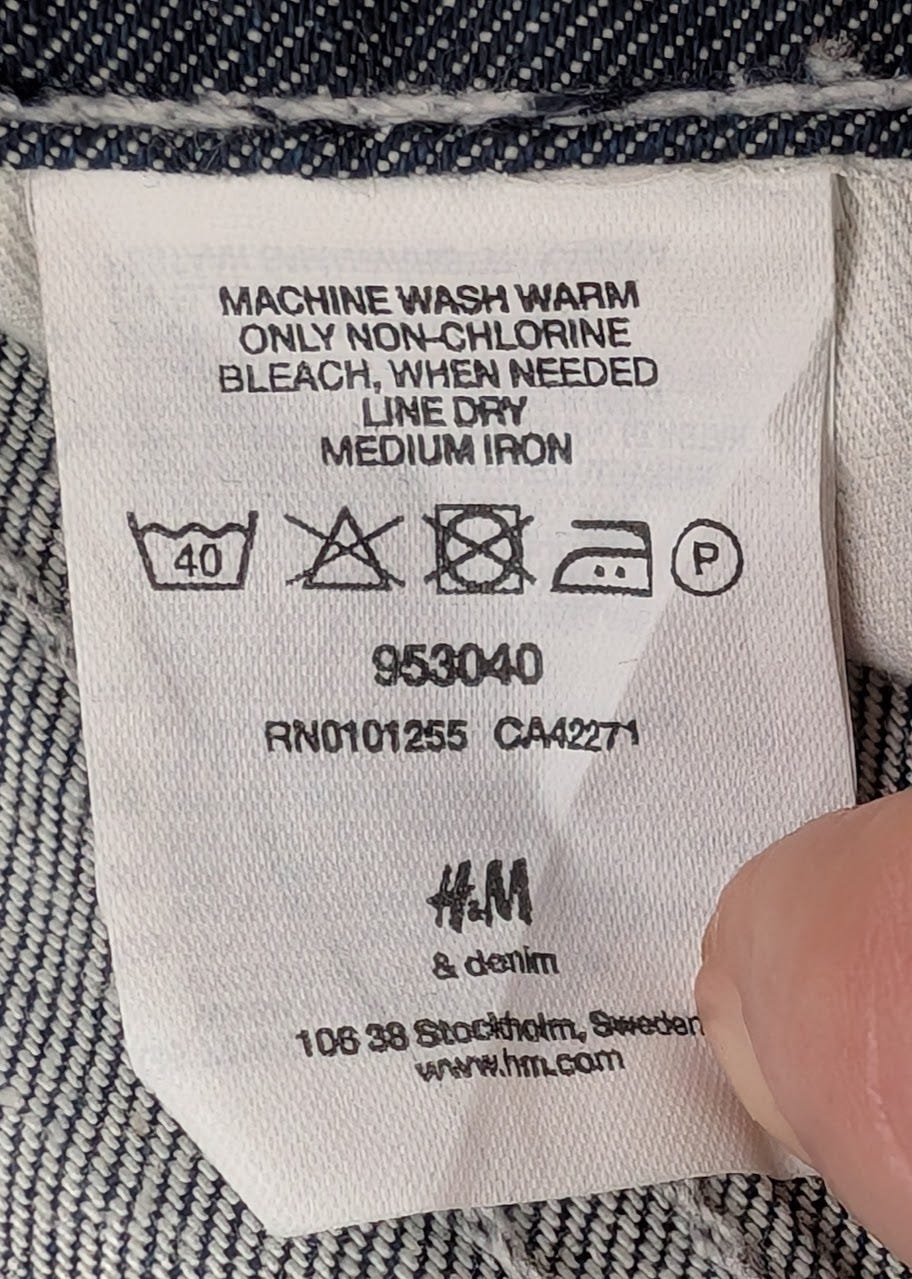 MACHINE WASH WARM
ONLY NON-CHLORINE
BLEACH, WHEN NEEDED
LINE DRY
MEDIUM IRON
40 P
953040
RN0101255 CA42271
H&M
& denim
106 38 Stockholm, Sweden
www.hm.com